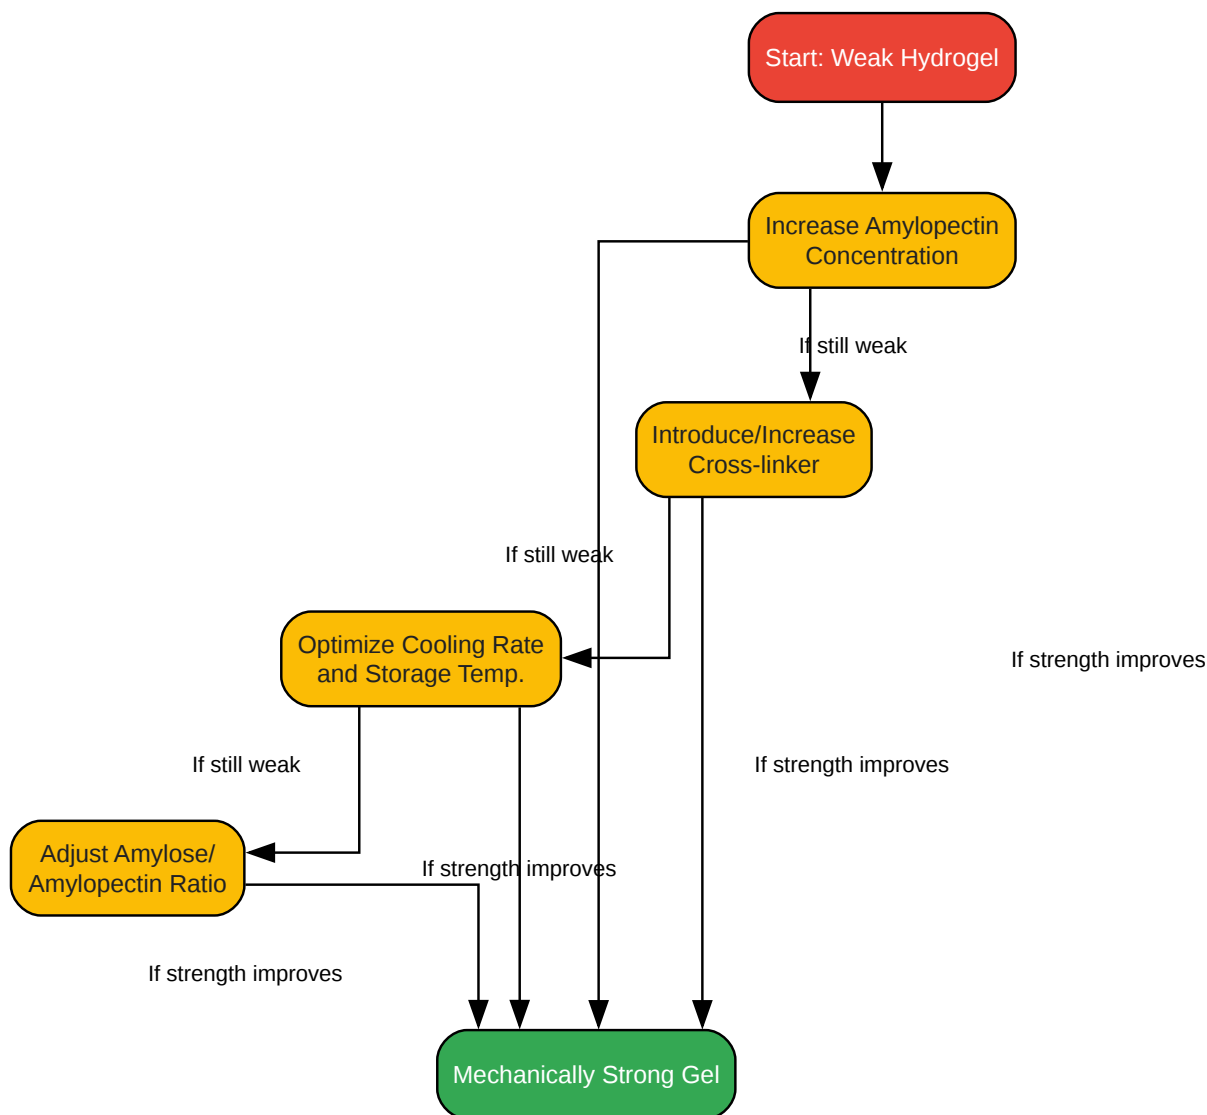 Start: Weak Hydrogel
Increase Amylopectin
Concentration
If still weak
Introduce/Increase
Cross-linker
If still weak
Optimize Cooling Rate
and Storage Temp.
If strength improves
If still weak
If strength improves
Adjust Amylose/
Amylopectin Ratio
If strength improves
If strength improves
Mechanically Strong Gel